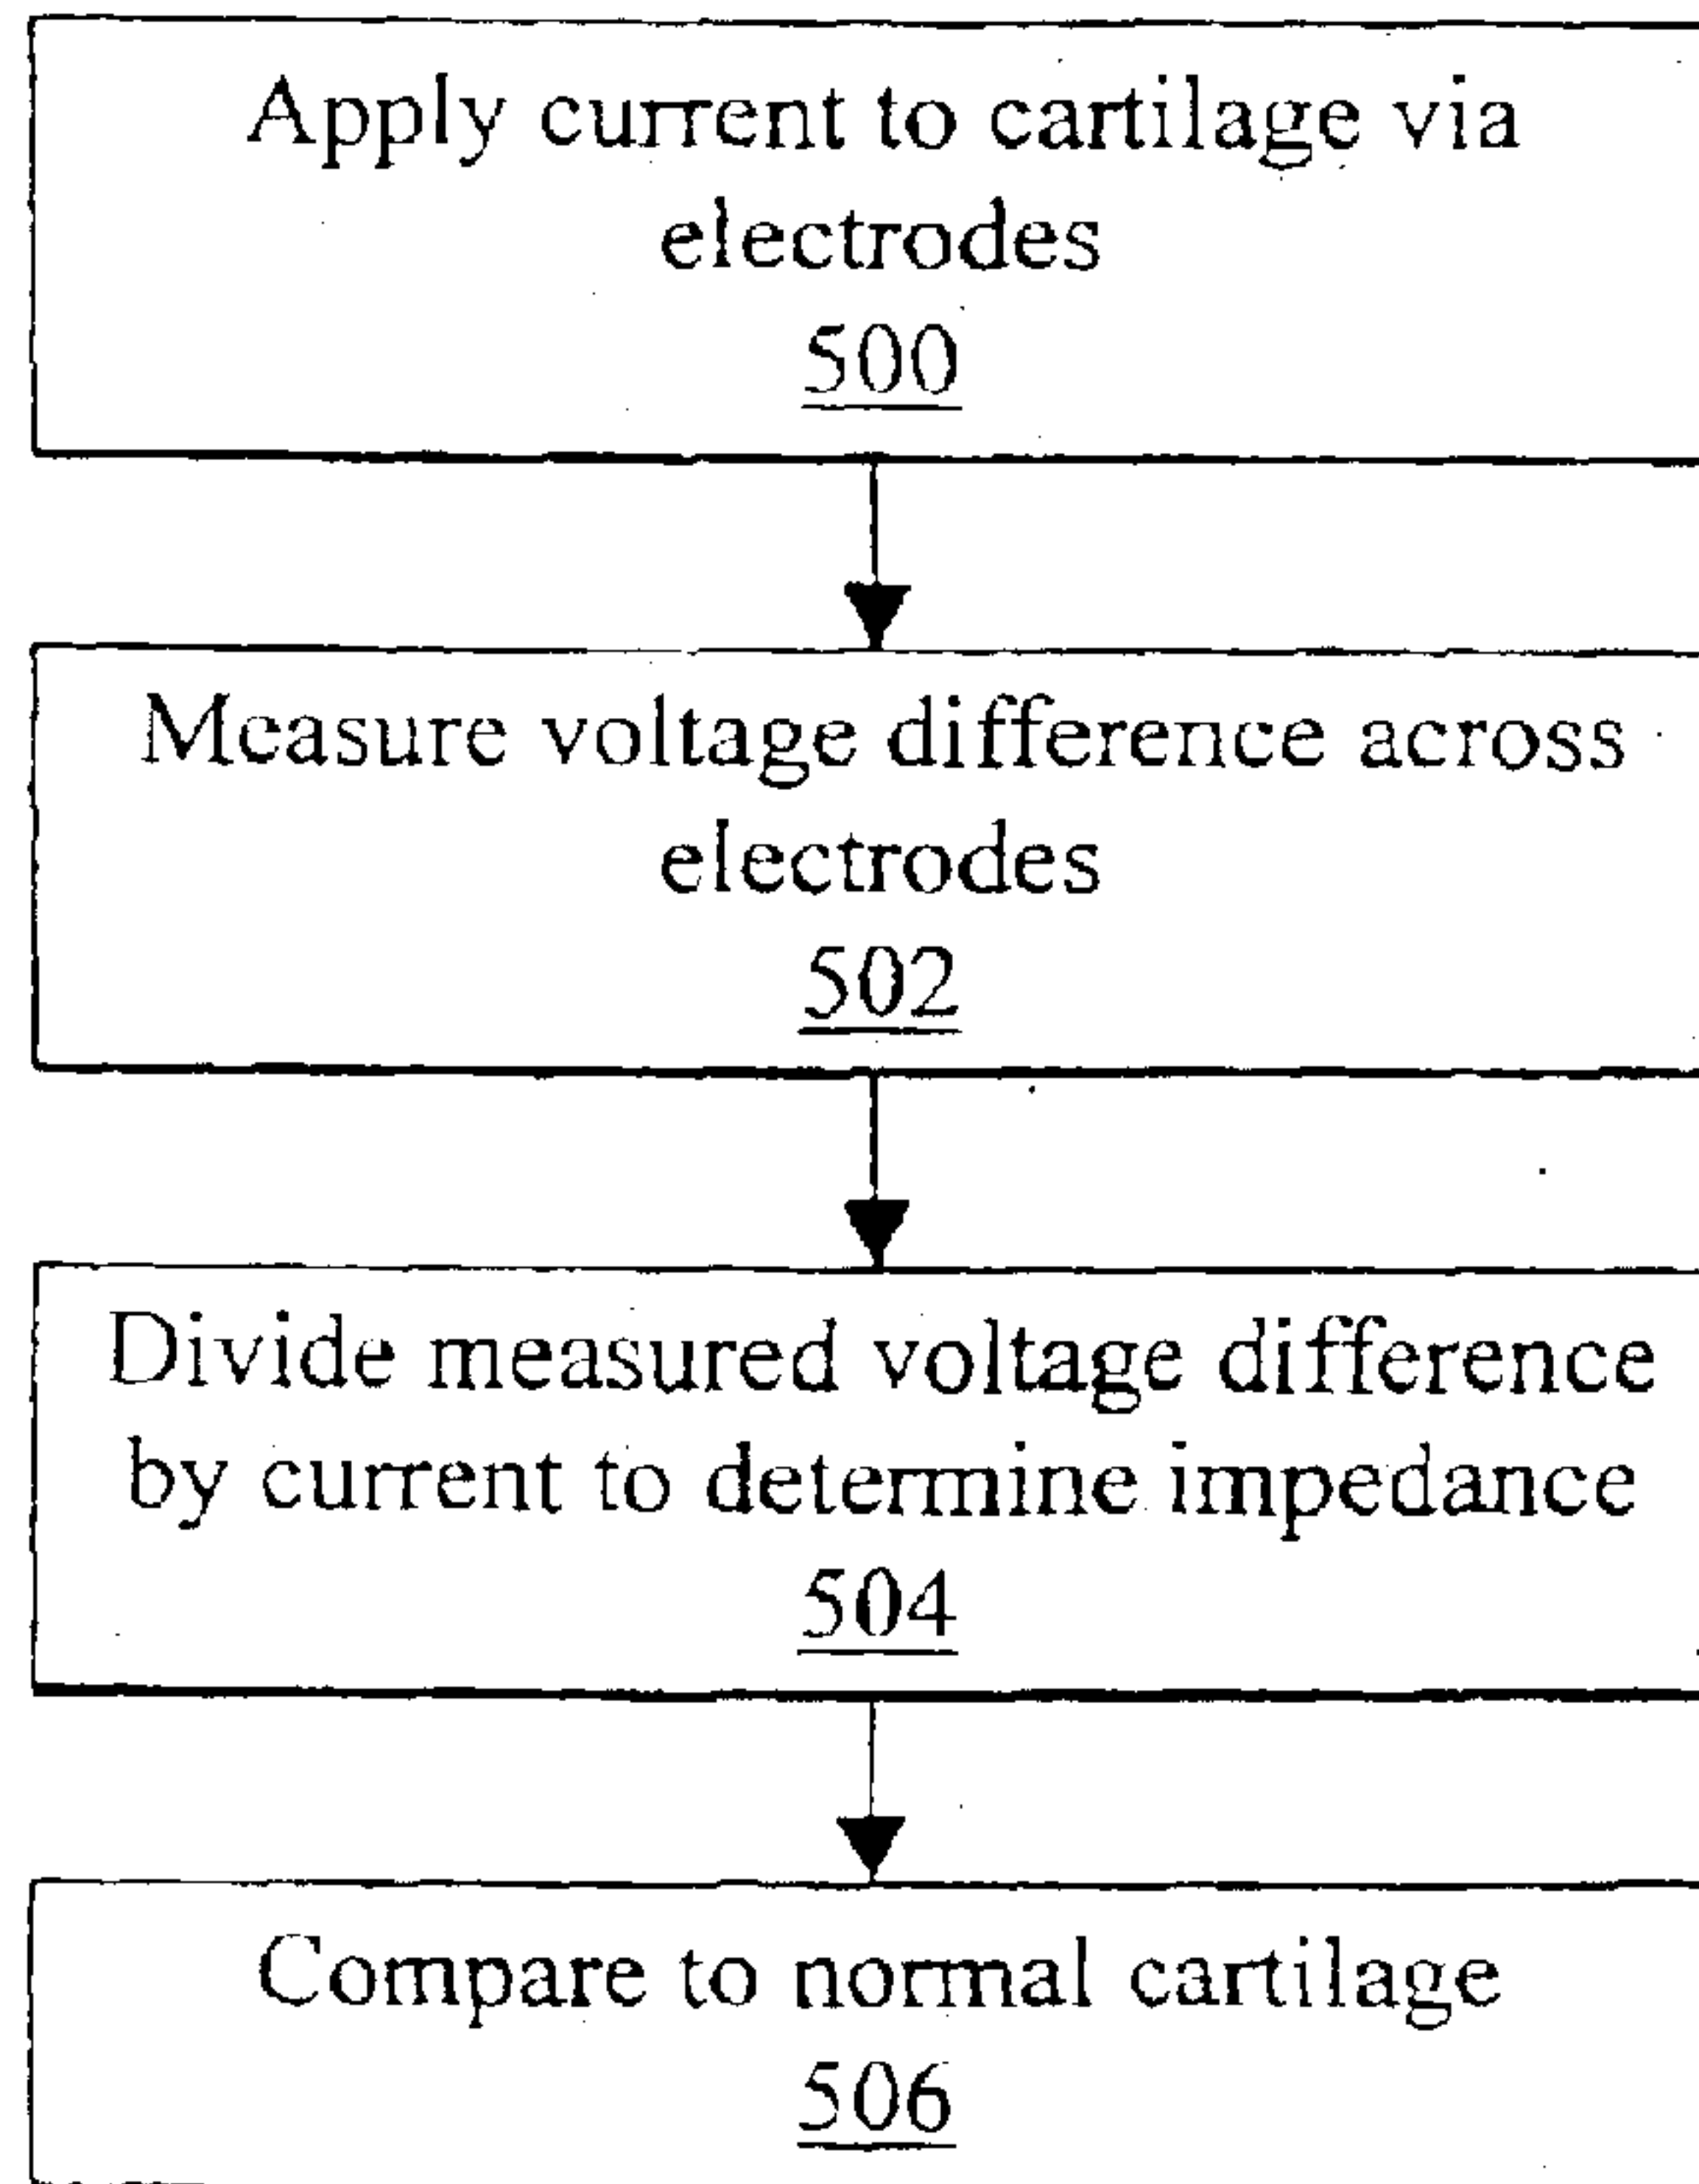 Apply current to cartilage via
electrodes
500
Measure voltage difference across
electrodes
502
Divide measured voltage difference
by current to determine impedance
504
Compare to normal cartilage
506